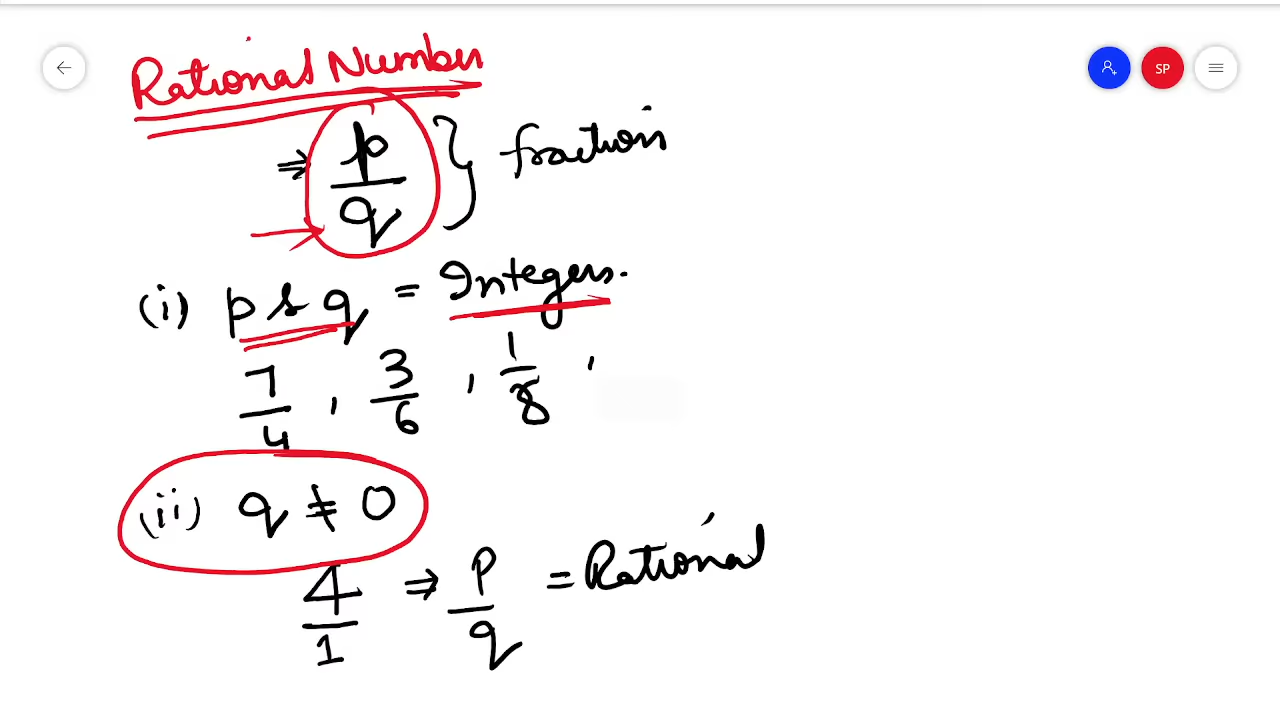 Rational Number
SP
⇒ p/q } fraction
(i) p & q = Integers.
7/4 , 3/6 , 1/8 ,
(ii) q ≠ 0
4/1 ⇒ p/q = Rational